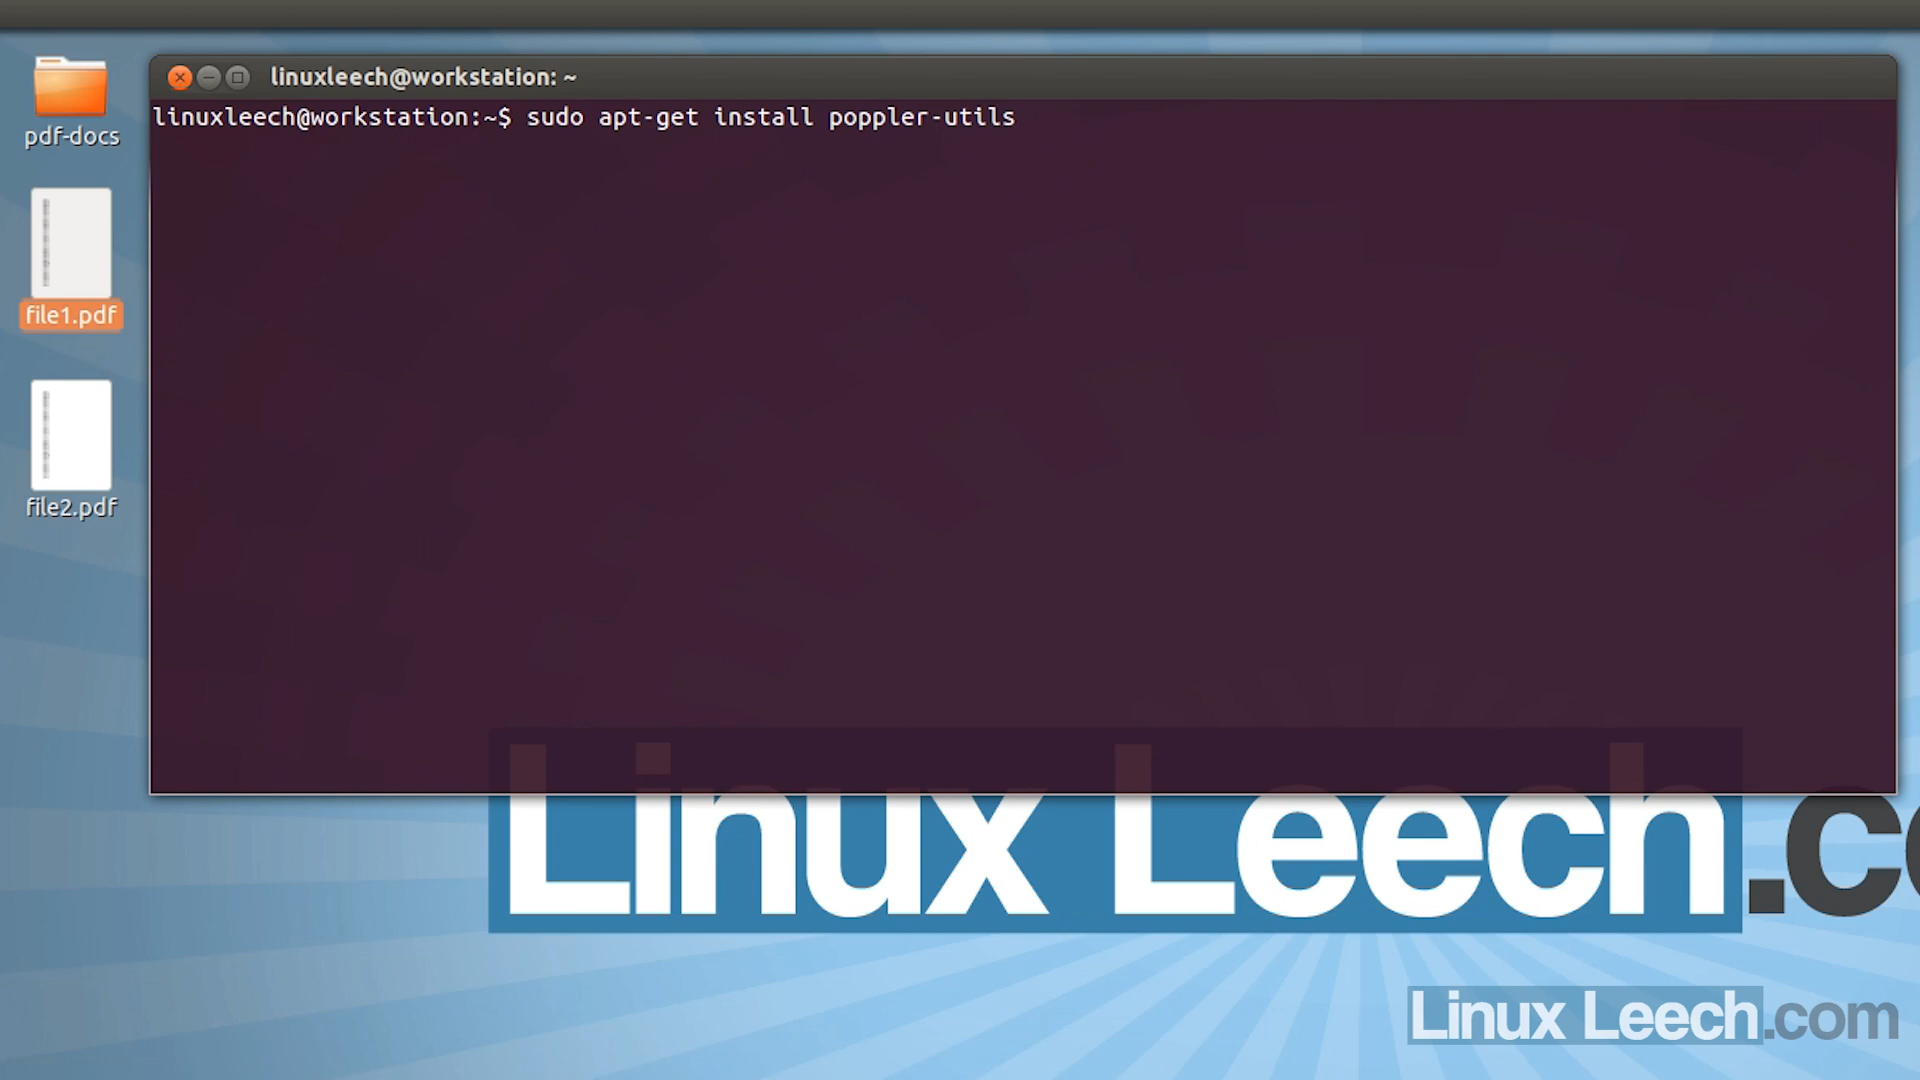 linuxleech@workstation: ~
linuxleech@workstation:~$ sudo apt-get install poppler-utils
pdf-docs
file1.pdf
file2.pdf
Linux Leech.co
Linux Leech.com